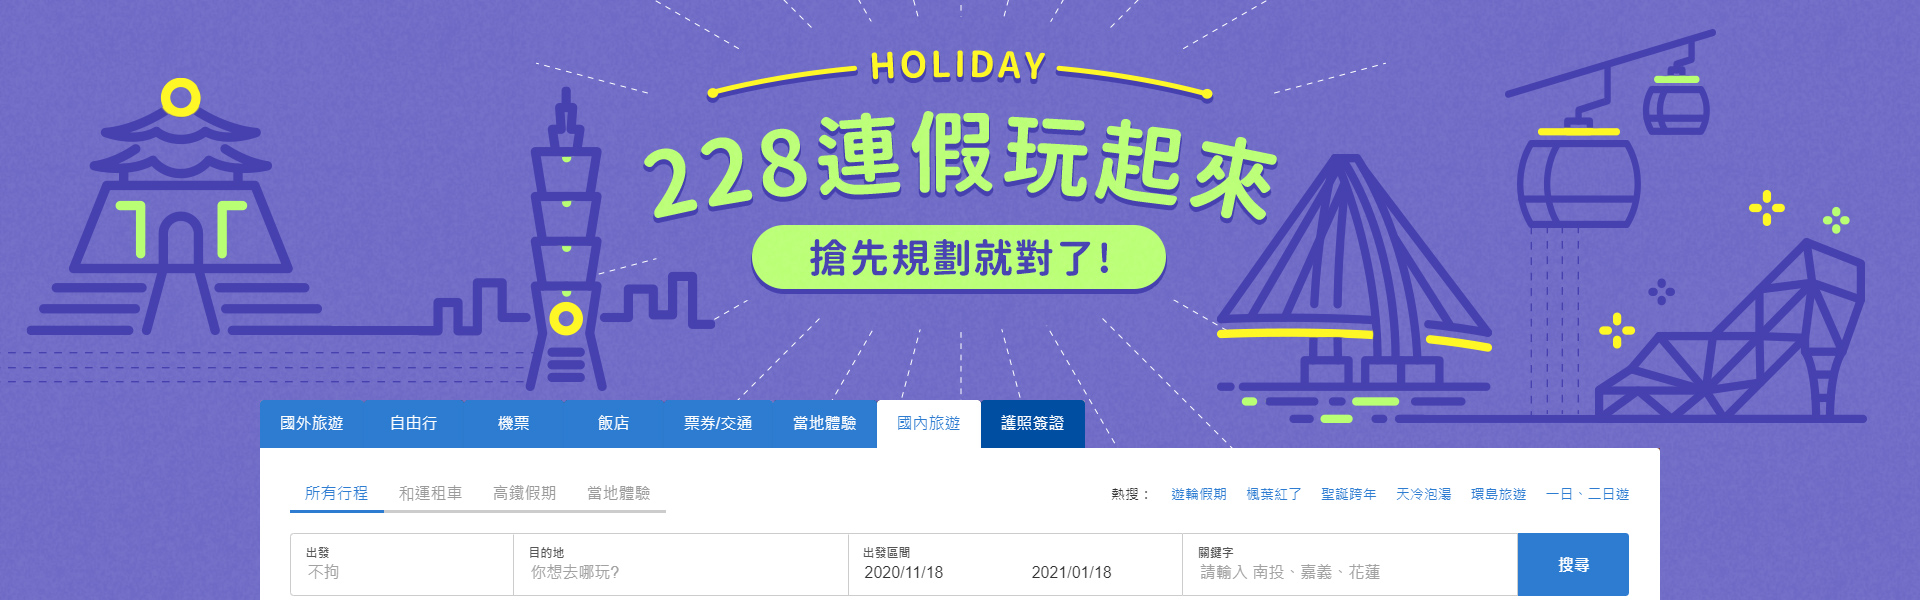 HOLIDAY
228連假玩起來
搶先規劃就對了!
國外旅遊 自由行 機票 飯店 票券/交通 當地體驗 國內旅遊 護照簽證
所有行程 和運租車 高鐵假期 當地體驗
熱搜： 遊輪假期 楓葉紅了 聖誕跨年 天冷泡湯 環島旅遊 一日、二日遊
出發 目的地 出發區間 關鍵字
不拘 你想去哪玩? 2020/11/18 2021/01/18 請輸入 南投、嘉義、花蓮 搜尋